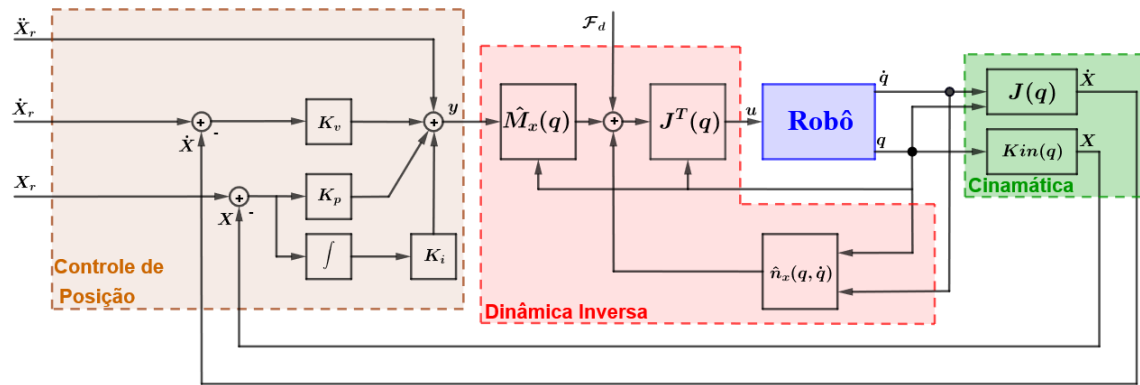 Ẍ_r
𝓕_d
Ẋ_r
Ẋ
-
K_v
y
M̂_x(q)
J^T(q)
u
Robô
q̇
q
J(q)
Ẋ
Kin(q)
X
Cinamática
X_r
X
-
K_p
∫
K_i
n̂_x(q, q̇)
Controle de
Posição
Dinâmica Inversa